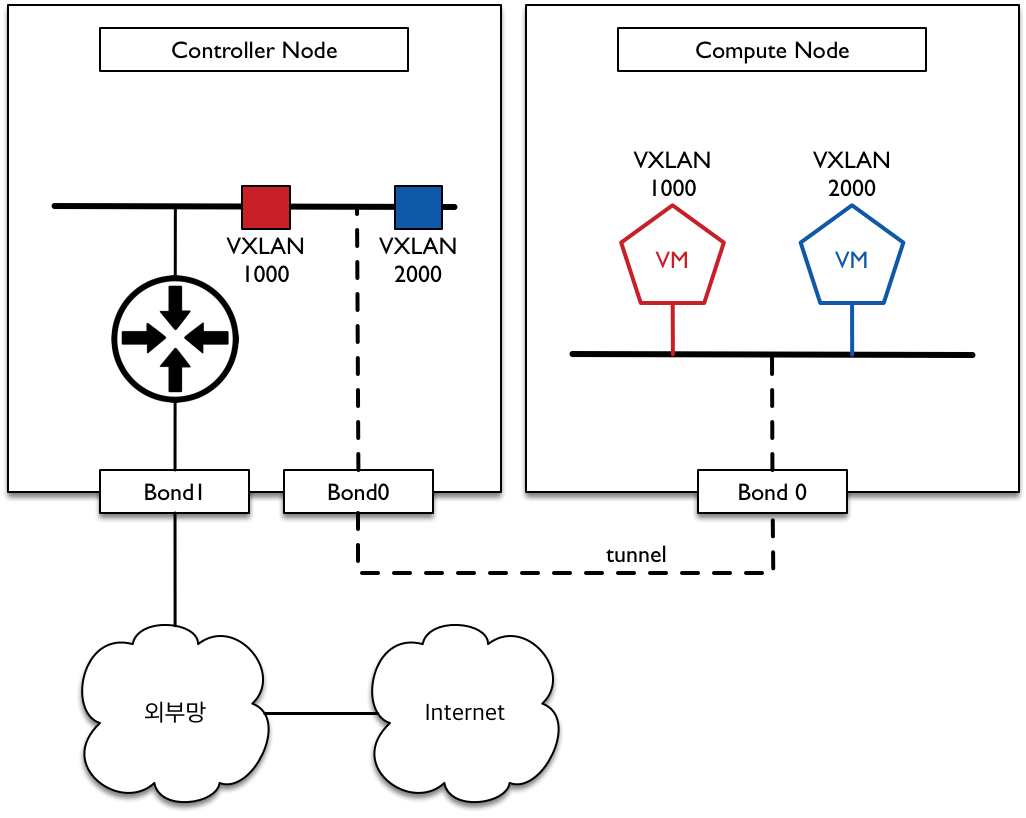 Controller Node
Compute Node
VXLAN
1000
VXLAN
2000
VXLAN
1000
VM
VXLAN
2000
VM
Bond1
Bond0
Bond 0
tunnel
외부망
Internet